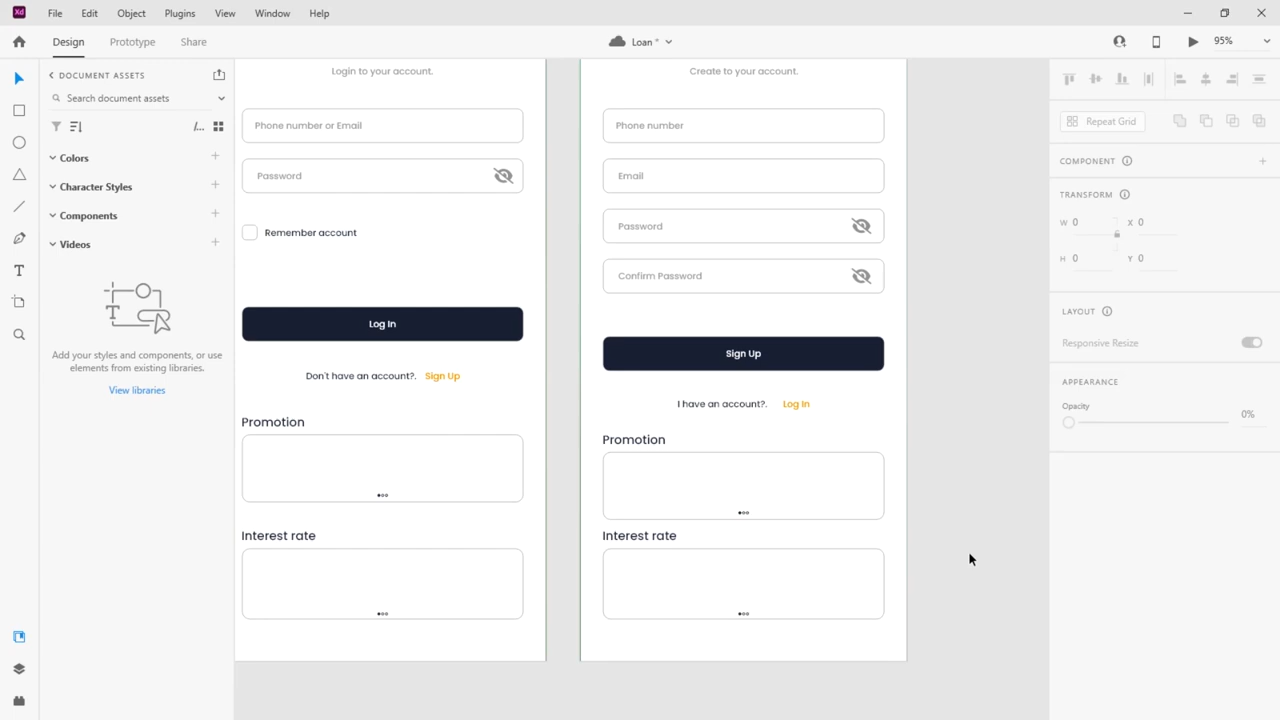 Xd File Edit Object Plugins View Window Help
Design Prototype Share Loan * 95%
DOCUMENT ASSETS
Search document assets
/...
Colors
Character Styles
Components
Videos
Add your styles and components, or use
elements from existing libraries.
View libraries
Login to your account.
Phone number or Email
Password
Remember account
Log In
Don't have an account?. Sign Up
Promotion
Interest rate
Create to your account.
Phone number
Email
Password
Confirm Password
Sign Up
I have an account?. Log In
Promotion
Interest rate
Repeat Grid
COMPONENT
TRANSFORM
W 0 X 0
H 0 Y 0
LAYOUT
Responsive Resize
APPEARANCE
Opacity
0%